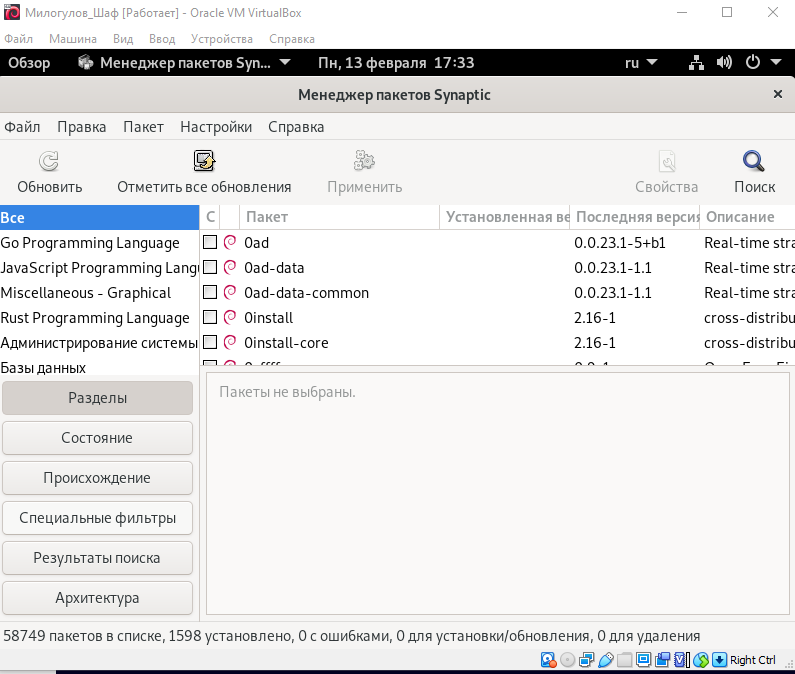 Милогулов_Шаф [Работает] - Oracle VM VirtualBox
Файл Машина Вид Ввод Устройства Справка
Обзор Менеджер пакетов Syn... Пн, 13 февраля 17:33 ru
Менеджер пакетов Synaptic ×
Файл Правка Пакет Настройки Справка
Обновить Отметить все обновления Применить Свойства Поиск
Все С Пакет Установленная ве Последняя версия Описание
Go Programming Language 0ad 0.0.23.1-5+b1 Real-time stra
JavaScript Programming Langu 0ad-data 0.0.23.1-1.1 Real-time stra
Miscellaneous - Graphical 0ad-data-common 0.0.23.1-1.1 Real-time stra
Rust Programming Language 0install 2.16-1 cross-distribu
Администрирование системы 0install-core 2.16-1 cross-distribu
Базы данных
Разделы Пакеты не выбраны.
Состояние
Происхождение
Специальные фильтры
Результаты поиска
Архитектура
58749 пакетов в списке, 1598 установлено, 0 с ошибками, 0 для установки/обновления, 0 для удаления
Right Ctrl